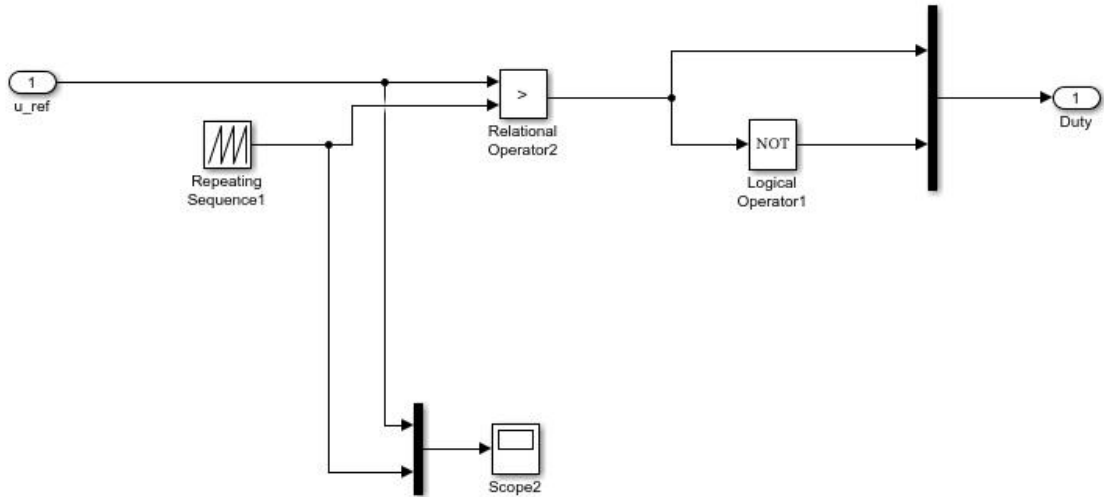 1
u_ref
Repeating
Sequence1
>
Relational
Operator2
NOT
Logical
Operator1
1
Duty
Scope2